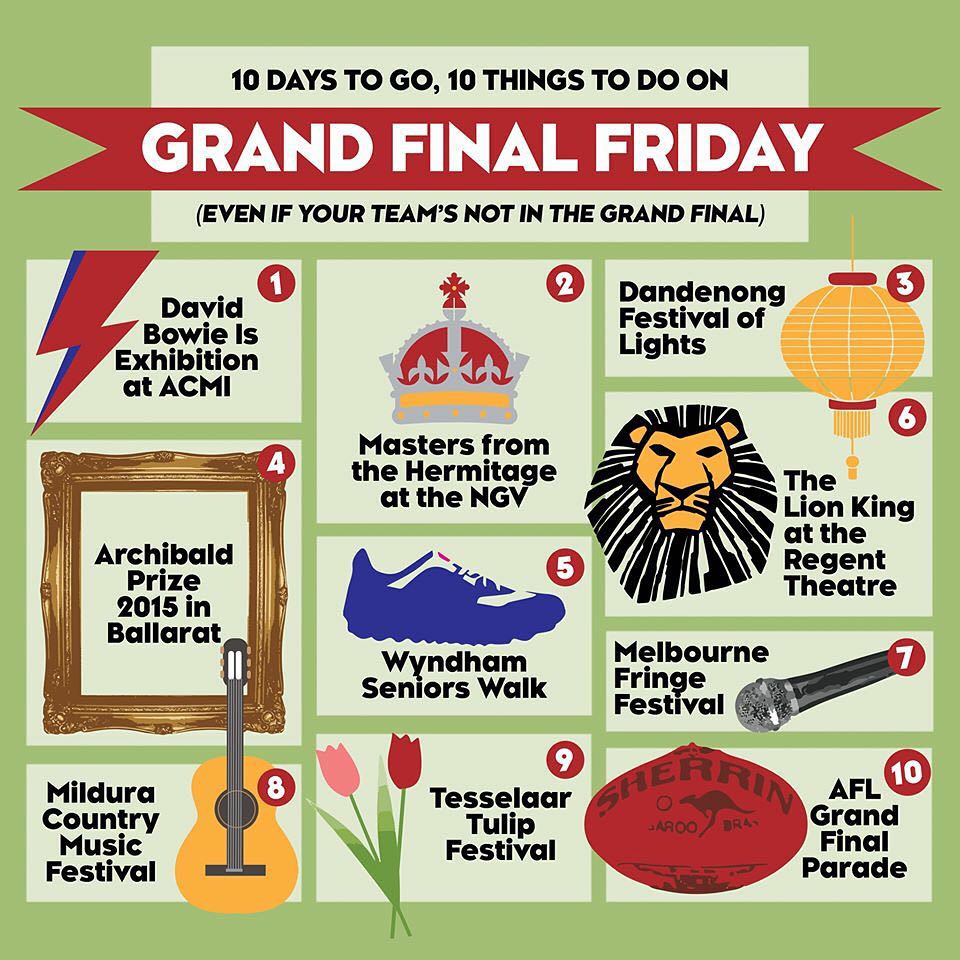 10 DAYS TO GO, 10 THINGS TO DO ON
GRAND FINAL FRIDAY
(EVEN IF YOUR TEAM'S NOT IN THE GRAND FINAL)
1
David
Bowie Is
Exhibition
at ACMI
2
Masters from
the Hermitage
at the NGV
3
Dandenong
Festival of
Lights
4
Archibald
Prize
2015 in
Ballarat
5
Wyndham
Seniors Walk
6
The
Lion King
at the
Regent
Theatre
7
Melbourne
Fringe
Festival
8
Mildura
Country
Music
Festival
9
Tesselaar
Tulip
Festival
10
AFL
Grand
Final
Parade
SHERRIN